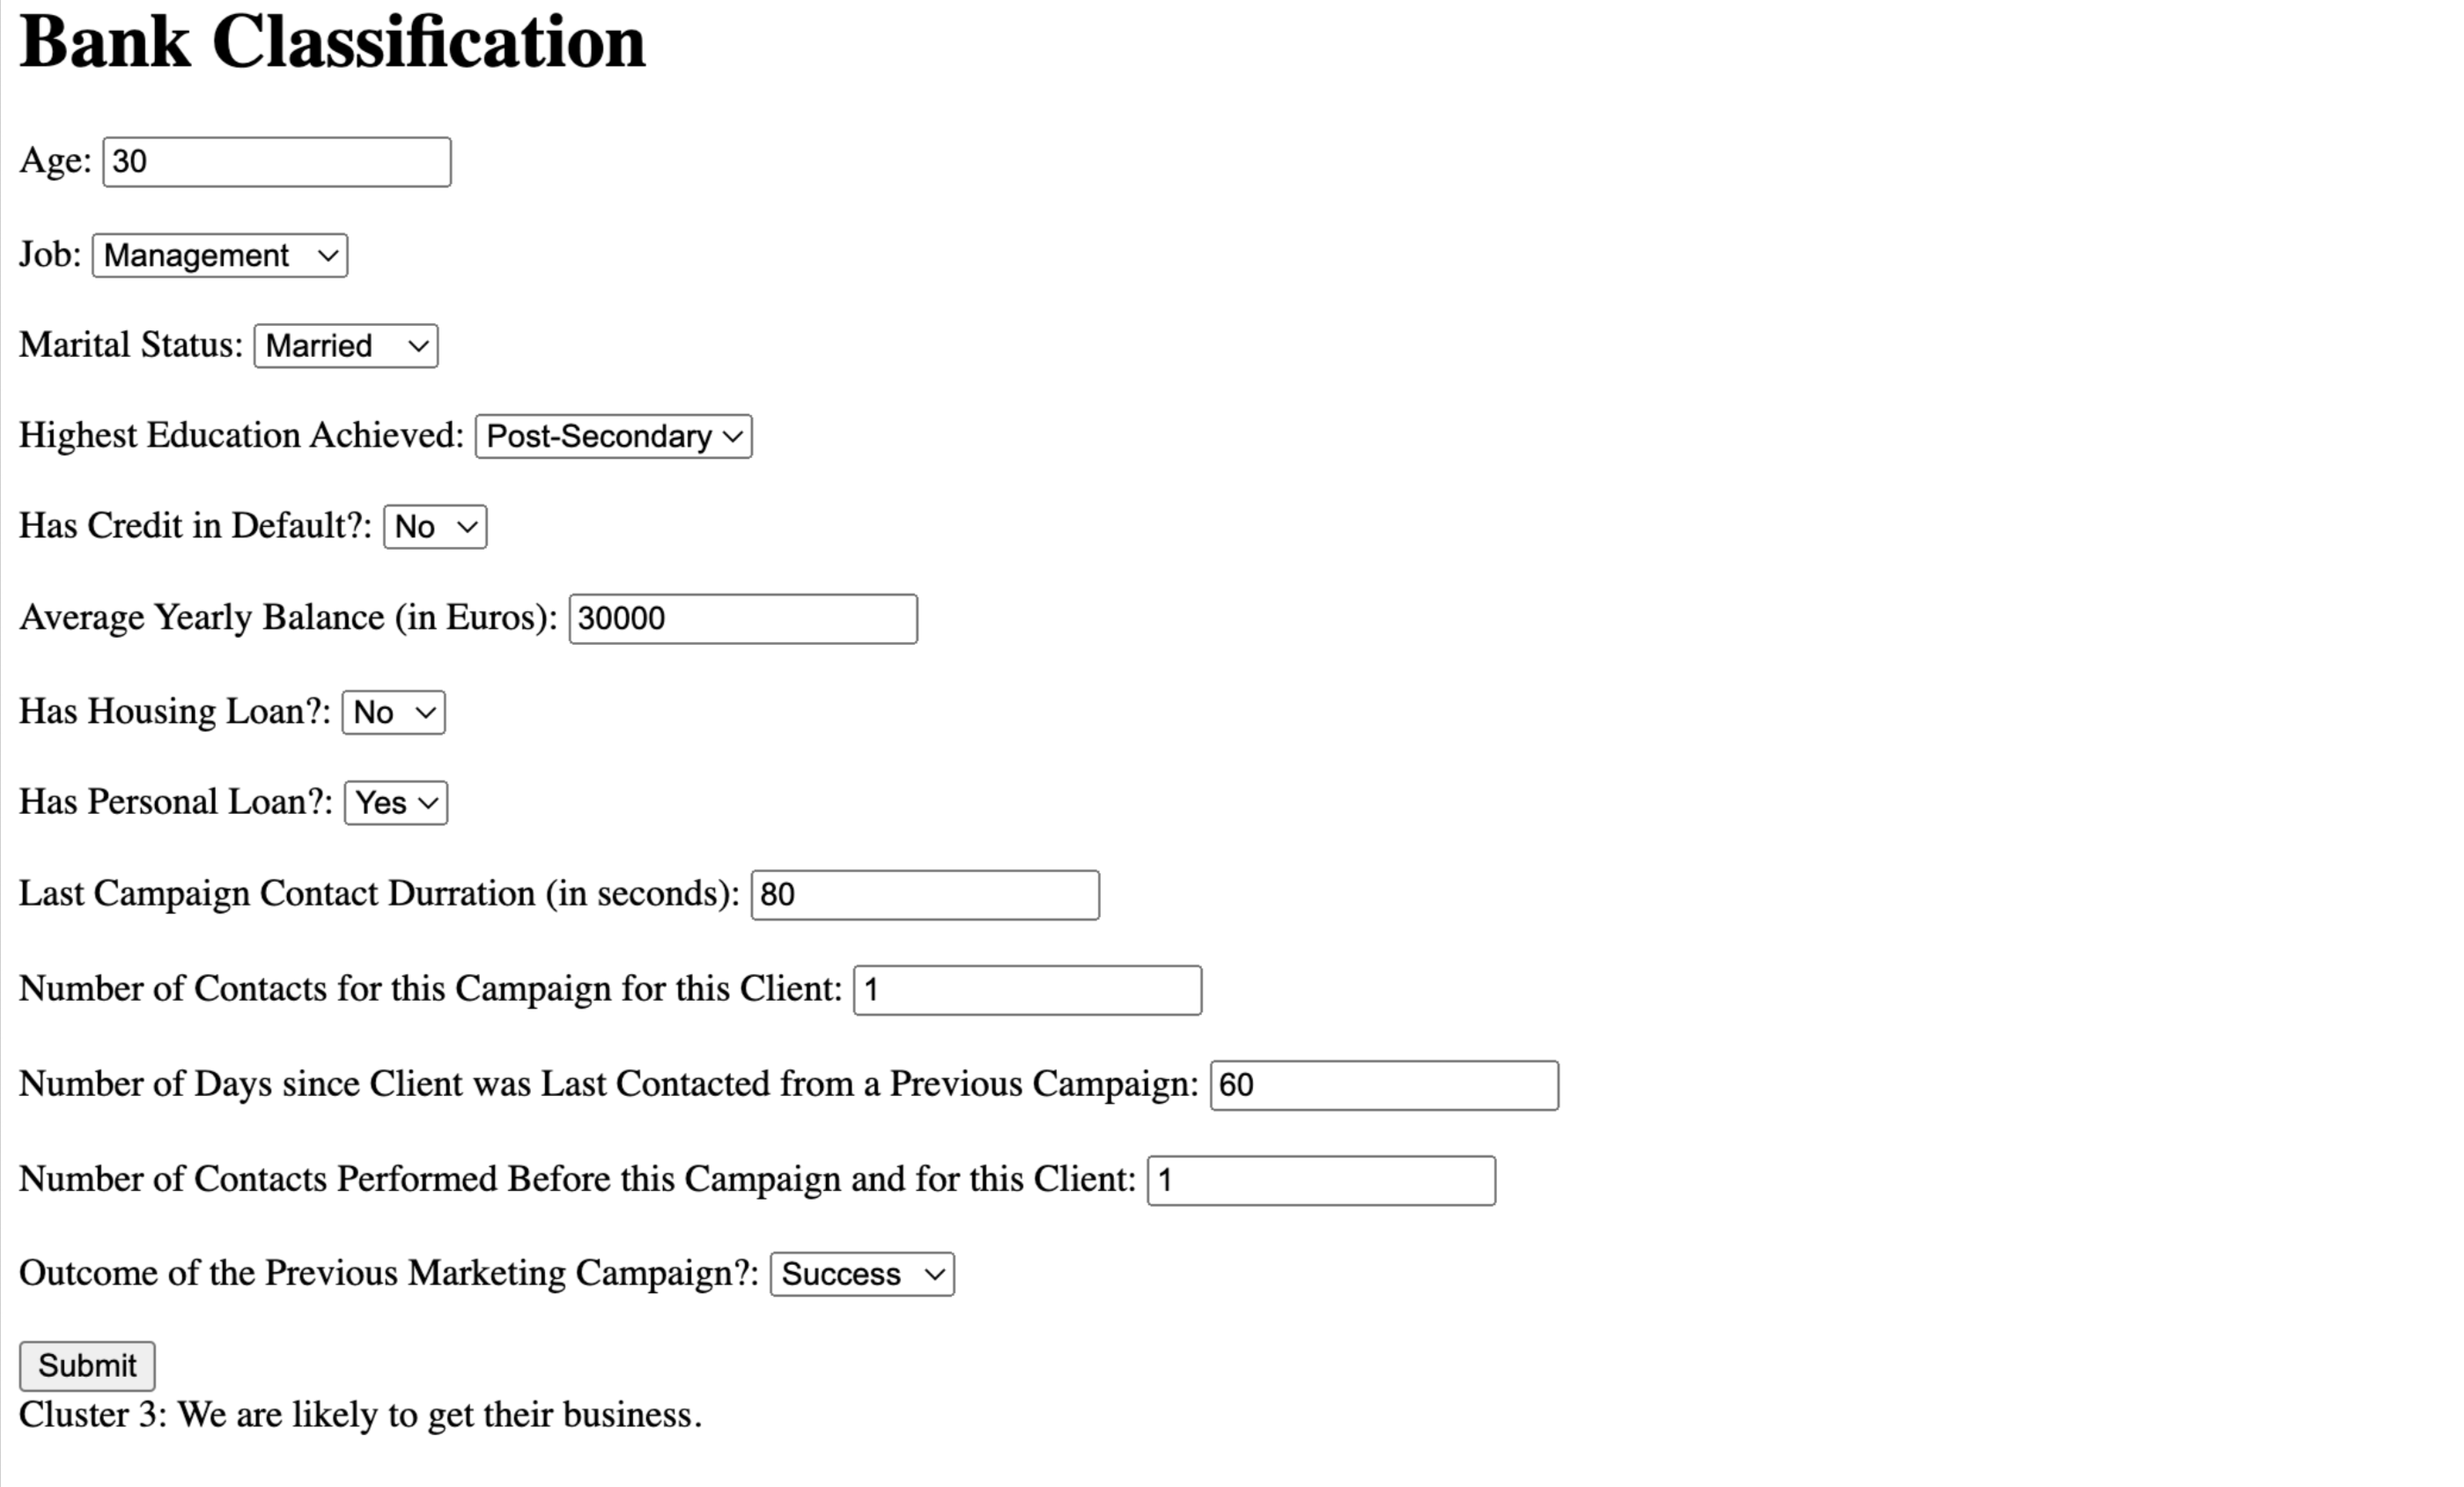 Bank Classification
Age: 30
Job: Management
Marital Status: Married
Highest Education Achieved: Post-Secondary
Has Credit in Default?: No
Average Yearly Balance (in Euros): 30000
Has Housing Loan?: No
Has Personal Loan?: Yes
Last Campaign Contact Durration (in seconds): 80
Number of Contacts for this Campaign for this Client: 1
Number of Days since Client was Last Contacted from a Previous Campaign: 60
Number of Contacts Performed Before this Campaign and for this Client: 1
Outcome of the Previous Marketing Campaign?: Success
Submit
Cluster 3: We are likely to get their business.